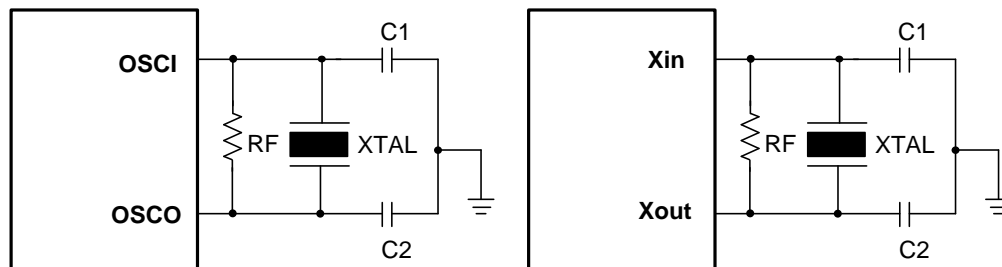 C1
OSCI
RF
XTAL
OSCO
C2
C1
Xin
RF
XTAL
Xout
C2